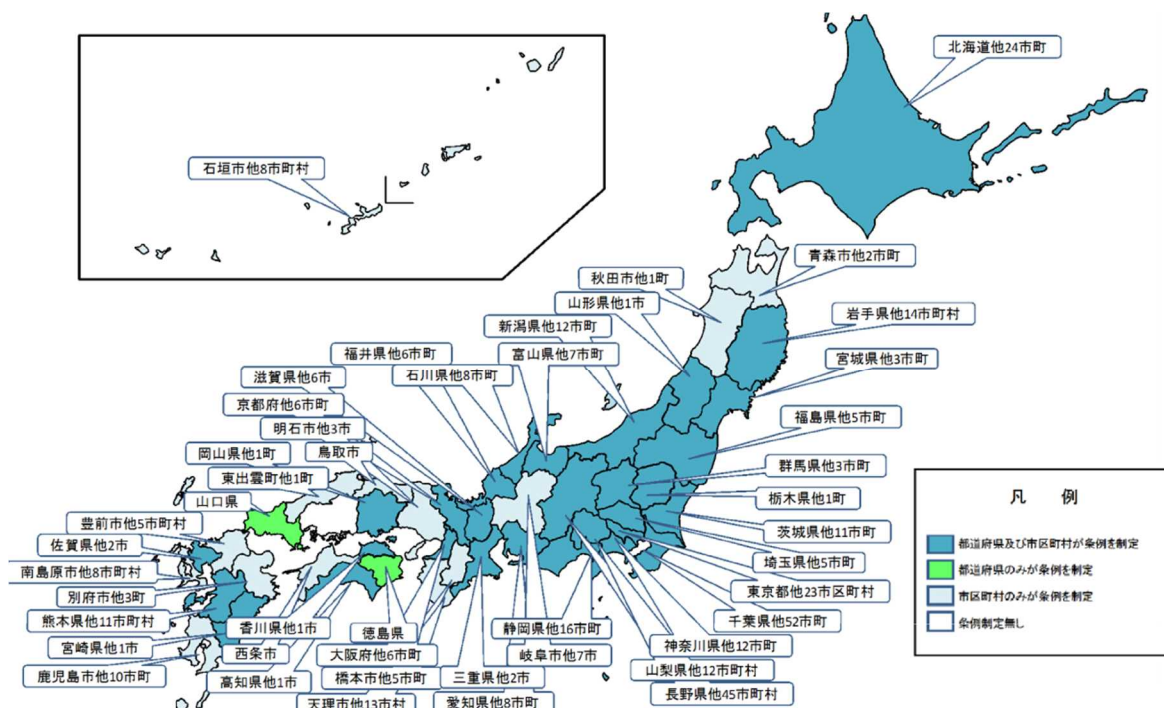 北海道他24市町
石垣市他8市町村
青森市他2市町
秋田市他1町
山形県他1市
岩手県他14市町村
新潟県他12市町
福井県他6市町
富山県他7市町
宮城県他3市町
滋賀県他6市
石川県他8市町
京都府他6市町
福島県他5市町
明石市他3市
岡山県他1町
鳥取市
群馬県他3市町
東出雲町他1町
栃木県他1町
山口県
凡　例
豊前市他5市町村
茨城県他11市町
佐賀県他2市
都道府県及び市区町村が条例を制定
埼玉県他5市町
南島原市他8市町村
都道府県のみが条例を制定
東京都他23市区町村
別府市他3町
市区町村のみが条例を制定
熊本県他11市町村
香川県他1市
徳島県
静岡県他16市町
千葉県他52市町
条例制定無し
宮崎県他1市
西条市
大阪府他6市町
岐阜市他7市
神奈川県他12市町
鹿児島市他10市町
高知県他1市
橋本市他5市町
三重県他2市
山梨県他12市町村
天理市他13市村
愛知県他8市町
長野県他45市町村